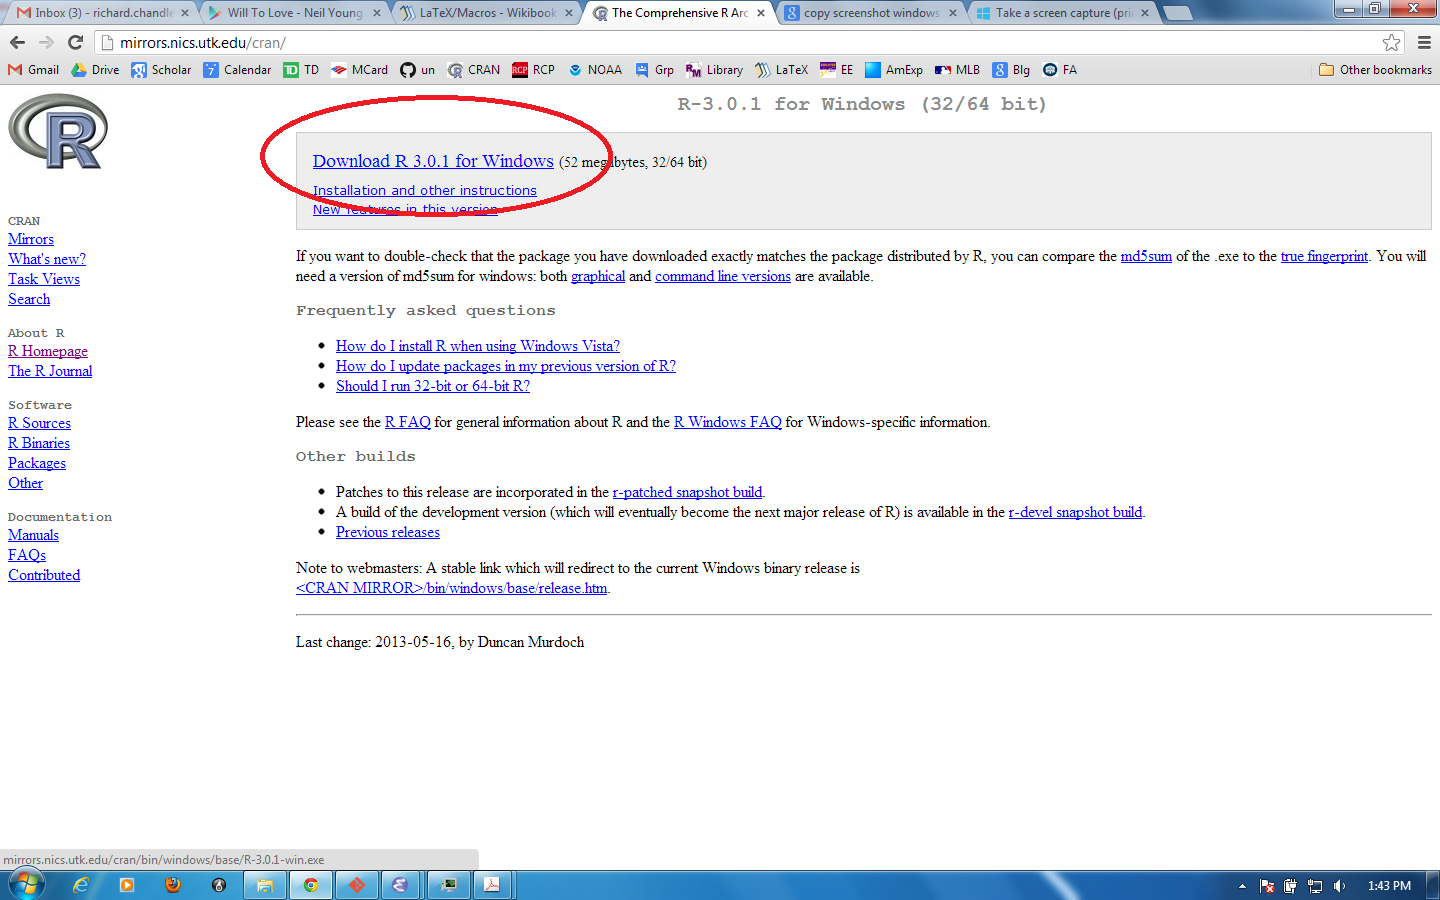 Inbox (3) - richard.chandle
Will To Love - Neil Young
LaTeX/Macros - Wikibook
The Comprehensive R Arc
copy screenshot windows
Take a screen capture (prin
mirrors.nics.utk.edu/cran/
Gmail Drive Scholar 7 Calendar TD TD MCard un CRAN RCP RCP NOAA Grp RM Library LaTeX EE AmExp MLB 8 Blg FA Other bookmarks
R
CRAN
Mirrors
What's new?
Task Views
Search
About R
R Homepage
The R Journal
Software
R Sources
R Binaries
Packages
Other
Documentation
Manuals
FAQs
Contributed
R-3.0.1 for Windows (32/64 bit)
Download R 3.0.1 for Windows (52 megabytes, 32/64 bit)
Installation and other instructions
New features in this version
If you want to double-check that the package you have downloaded exactly matches the package distributed by R, you can compare the md5sum of the .exe to the true fingerprint. You will
need a version of md5sum for windows: both graphical and command line versions are available.
Frequently asked questions
How do I install R when using Windows Vista?
How do I update packages in my previous version of R?
Should I run 32-bit or 64-bit R?
Please see the R FAQ for general information about R and the R Windows FAQ for Windows-specific information.
Other builds
Patches to this release are incorporated in the r-patched snapshot build.
A build of the development version (which will eventually become the next major release of R) is available in the r-devel snapshot build.
Previous releases
Note to webmasters: A stable link which will redirect to the current Windows binary release is
<CRAN MIRROR>/bin/windows/base/release.htm.
Last change: 2013-05-16, by Duncan Murdoch
mirrors.nics.utk.edu/cran/bin/windows/base/R-3.0.1-win.exe
1:43 PM